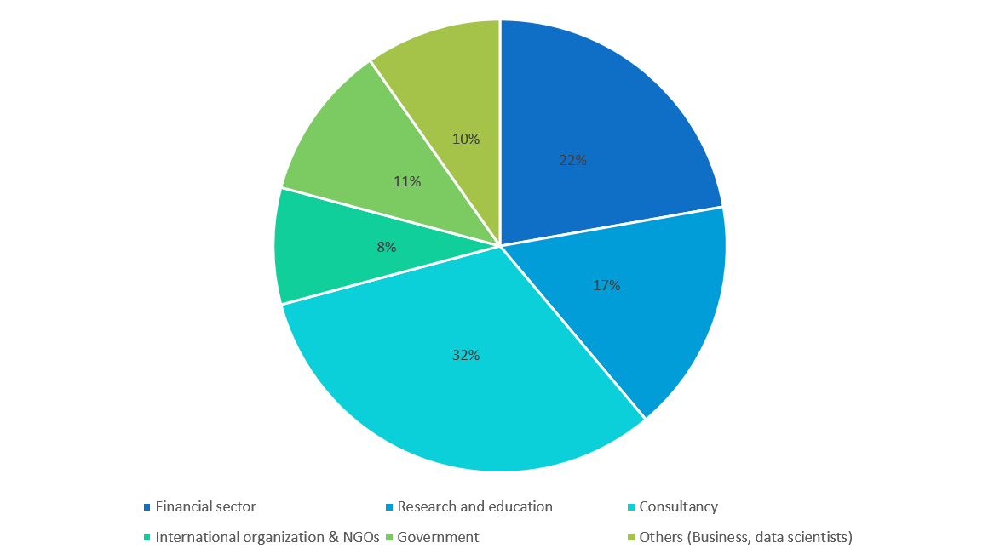 10%
22%
11%
8%
17%
32%
Financial sector
Research and education
Consultancy
International organization & NGOs
Government
Others (Business, data scientists)